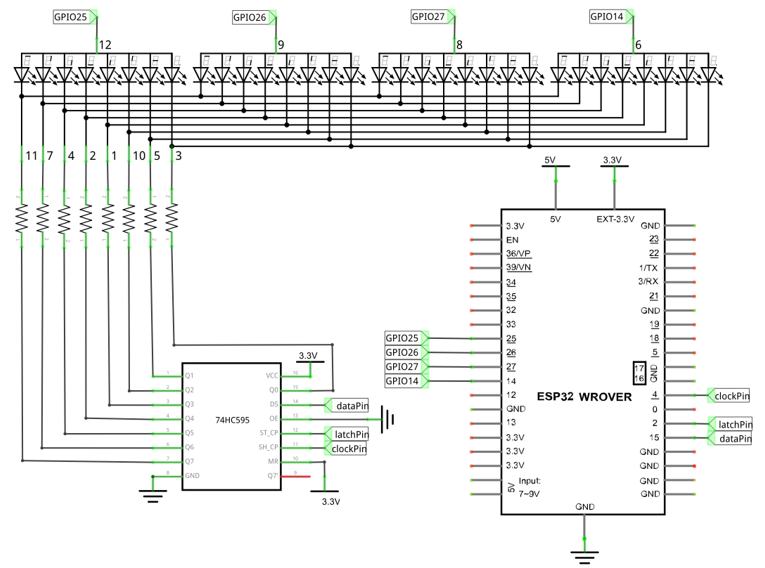 GPIO25 GPIO26 GPIO27 GPIO14
12 9 8 6
11 7 4 2 1 10 5 3
5V 3.3V
5V EXT-3.3V
3.3V GND
EN 23
36/VP 22
39/VN 1/TX
34 3/RX
35 21
32 GND
33 19
GPIO25 25 18
GPIO26 26 5
GPIO27 27 17 GND
GPIO14 14 16
12 ESP32 WROVER 4 clockPin
GND 0
13 2 latchPin
3.3V 15 dataPin
3.3V GND
3.3V GND
5V Input: GND
7~9V GND
GND
3.3V
1 Q1 VCC 16
2 Q2 Q0 15
3 Q3 DS 14 dataPin
4 Q4 74HC595 OE 13
5 Q5 ST_CP 12 latchPin
6 Q6 SH_CP 11 clockPin
7 Q7 MR 10
8 GND Q7' 9
3.3V